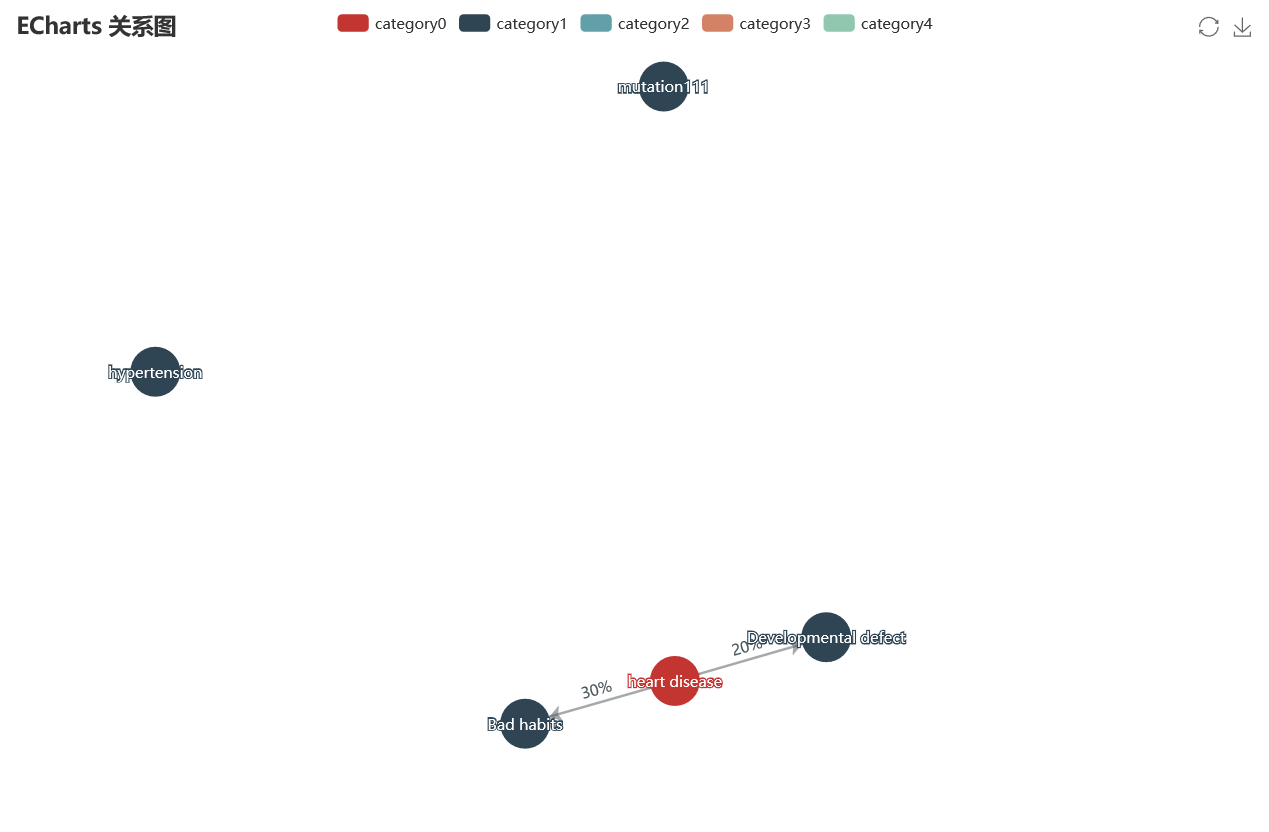 ECharts 关系图
category0
category1
category2
category3
category4
mutation111
hypertension
Developmental defect
20%
heart disease
30%
Bad habits